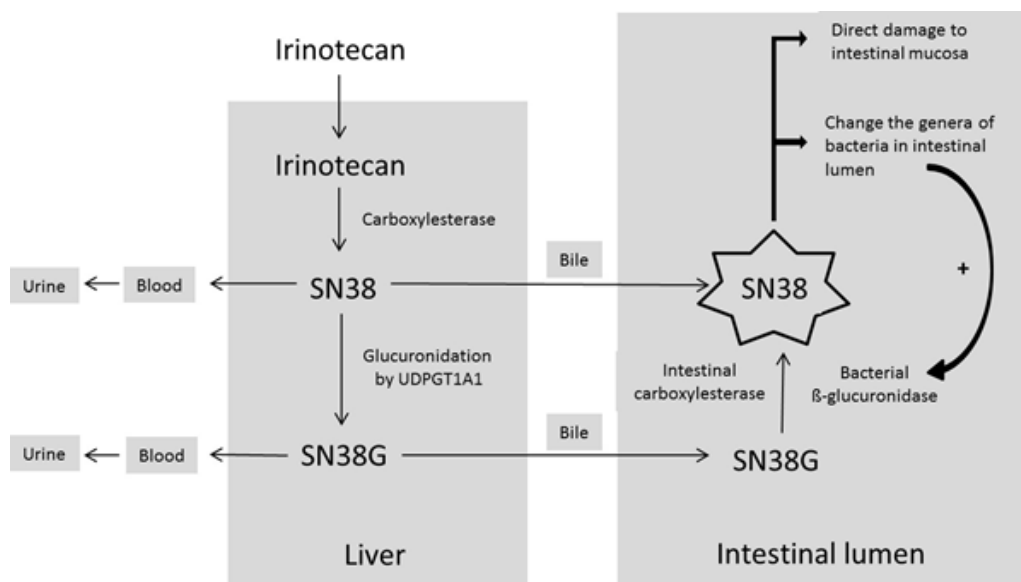 Irinotecan
Irinotecan
Carboxylesterase
Urine
Blood
SN38
Bile
SN38
Glucuronidation
by UDPGT1A1
Urine
Blood
SN38G
Bile
SN38G
Liver
Direct damage to
intestinal mucosa
Change the genera of
bacteria in intestinal
lumen
+
Intestinal
carboxylesterase
Bacterial
ß-glucuronidase
Intestinal lumen